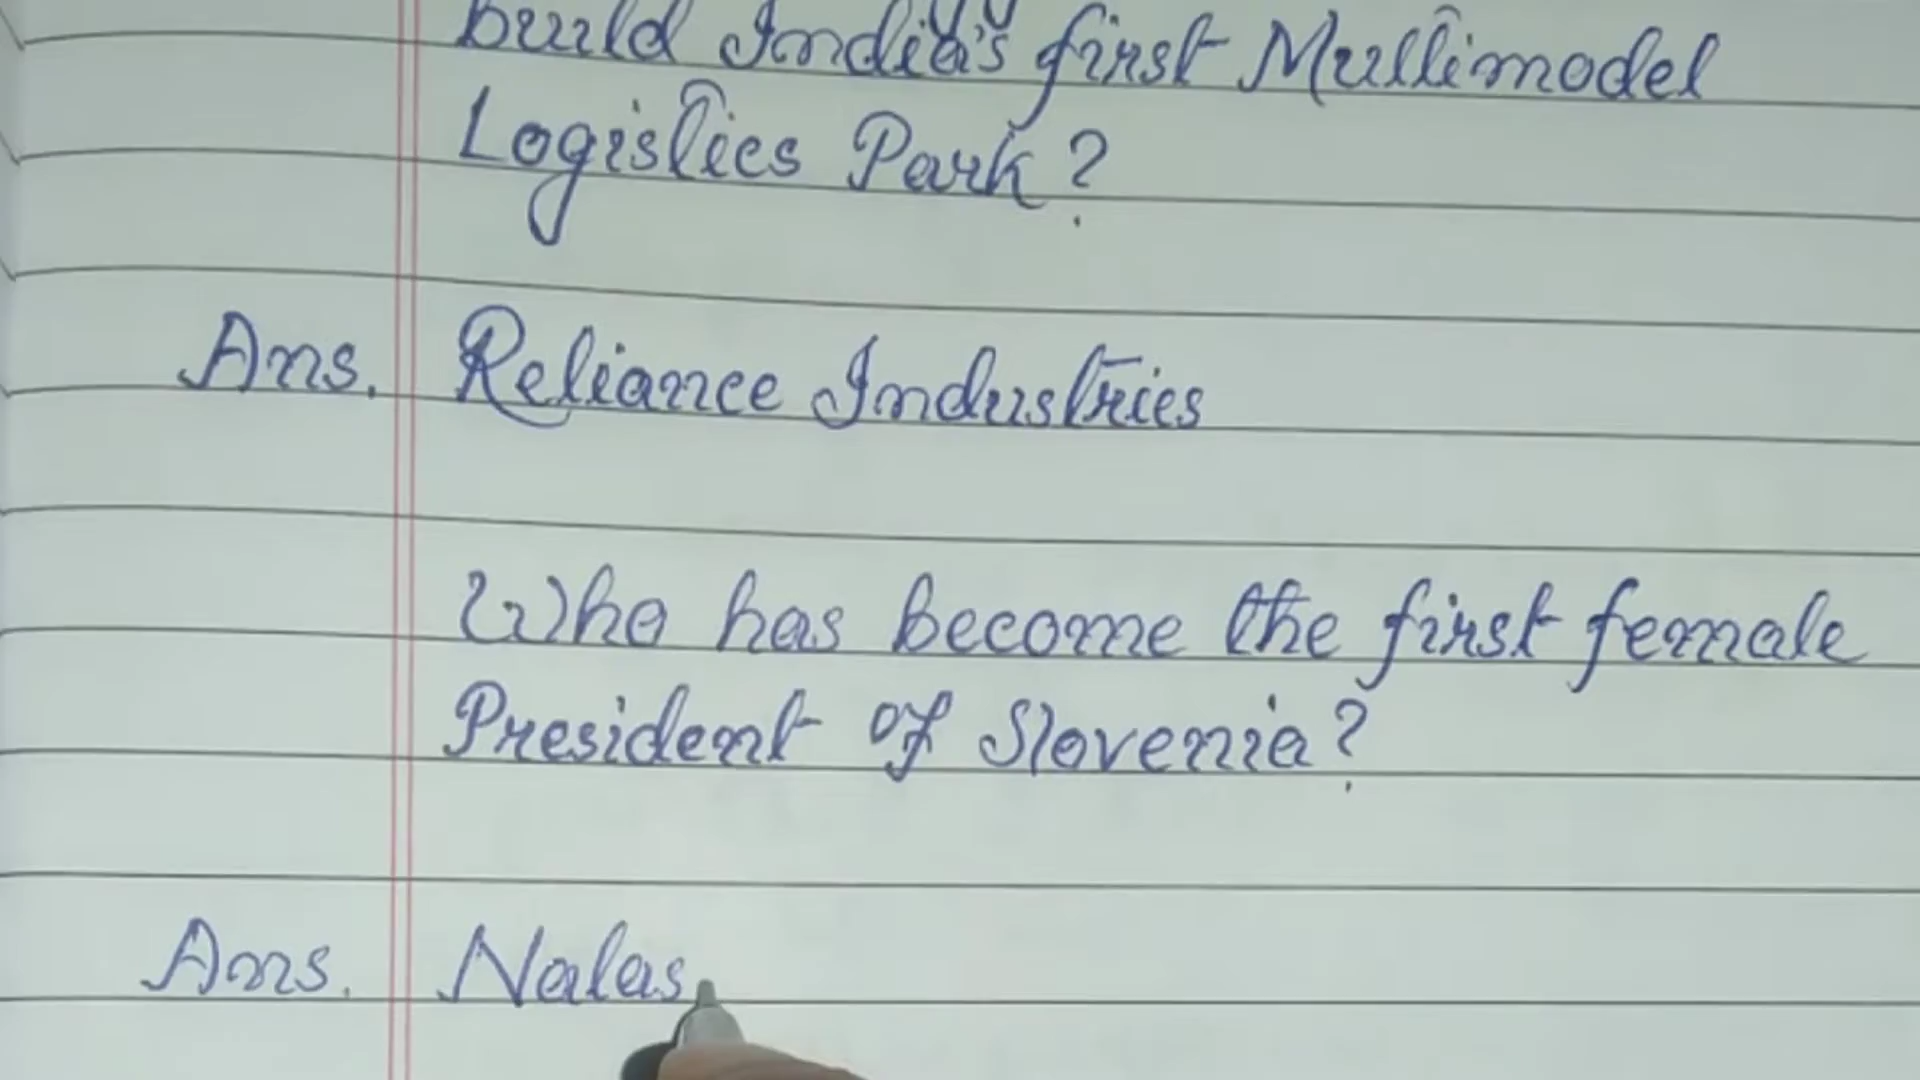 build India's first Multimodel
Logistics Park?
Ans. Reliance Industries
Who has become the first female
President of Slovenia?
Ans. Natas